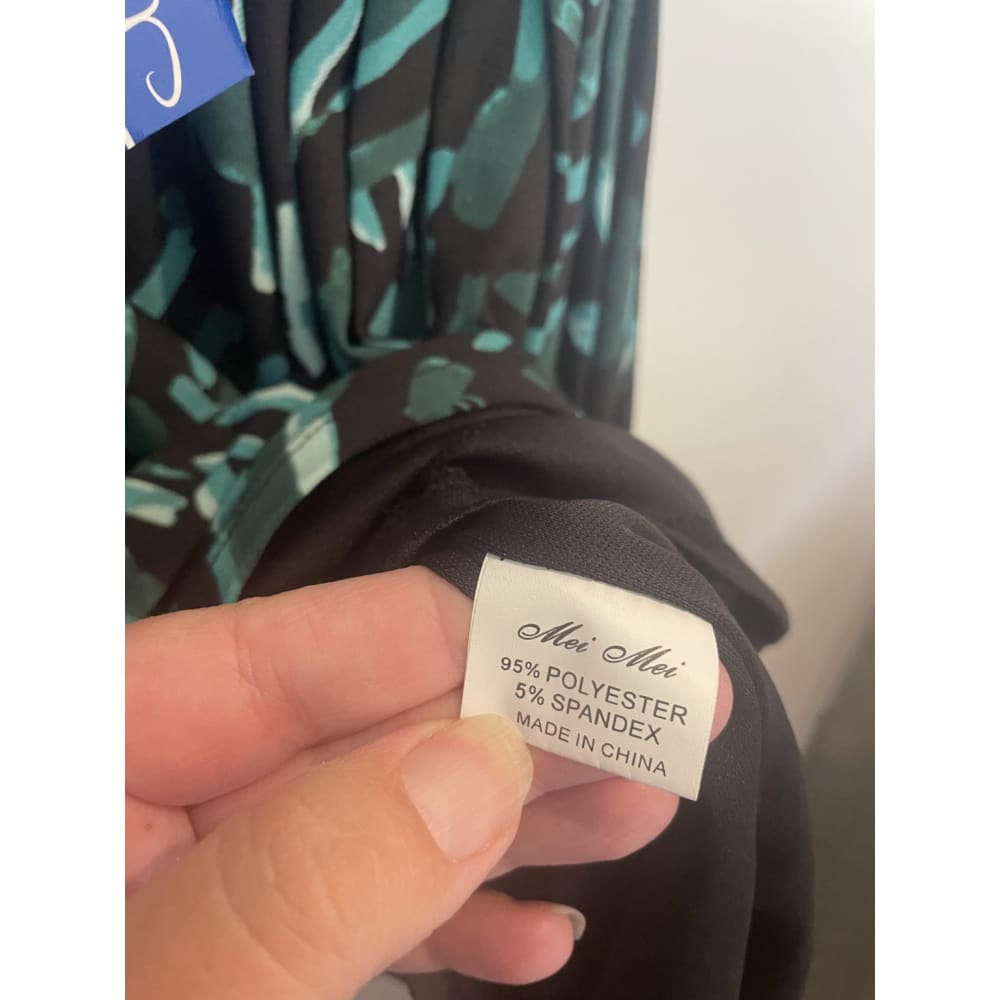 Mei Mei
95% POLYESTER
5% SPANDEX
MADE IN CHINA